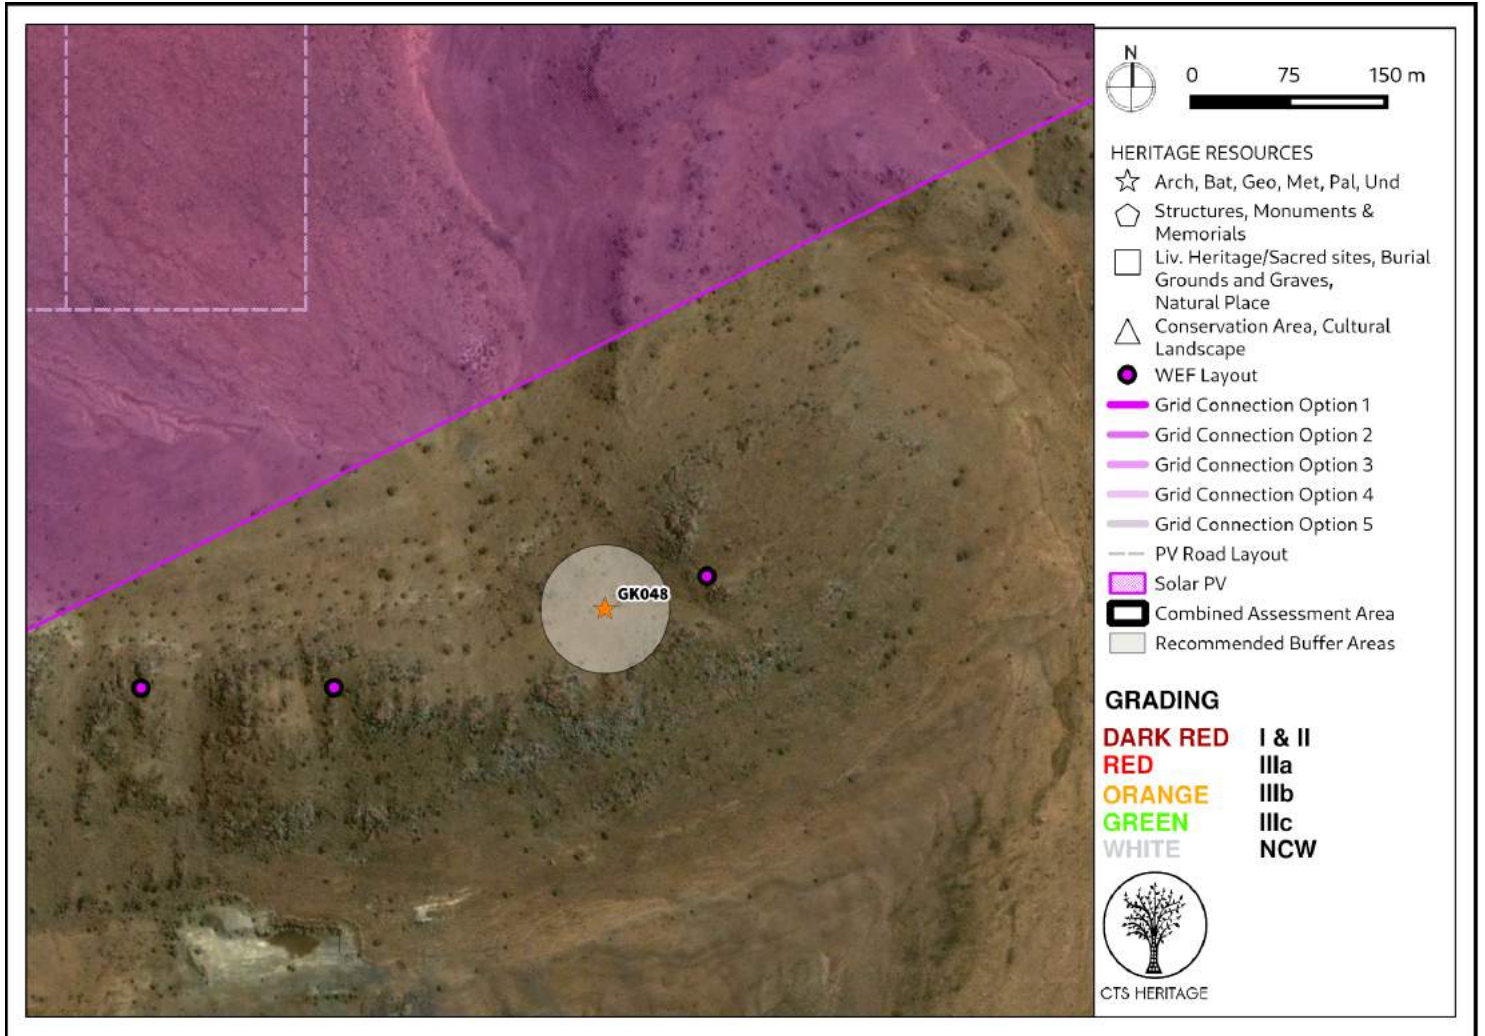 GK048
N
0 75 150 m
HERITAGE RESOURCES
Arch, Bat, Geo, Met, Pal, Und
Structures, Monuments &
Memorials
Liv. Heritage/Sacred sites, Burial
Grounds and Graves,
Natural Place
Conservation Area, Cultural
Landscape
WEF Layout
Grid Connection Option 1
Grid Connection Option 2
Grid Connection Option 3
Grid Connection Option 4
Grid Connection Option 5
PV Road Layout
Solar PV
Combined Assessment Area
Recommended Buffer Areas
GRADING
DARK RED I & II
RED IIIa
ORANGE IIIb
GREEN IIIc
WHITE NCW
CTS HERITAGE